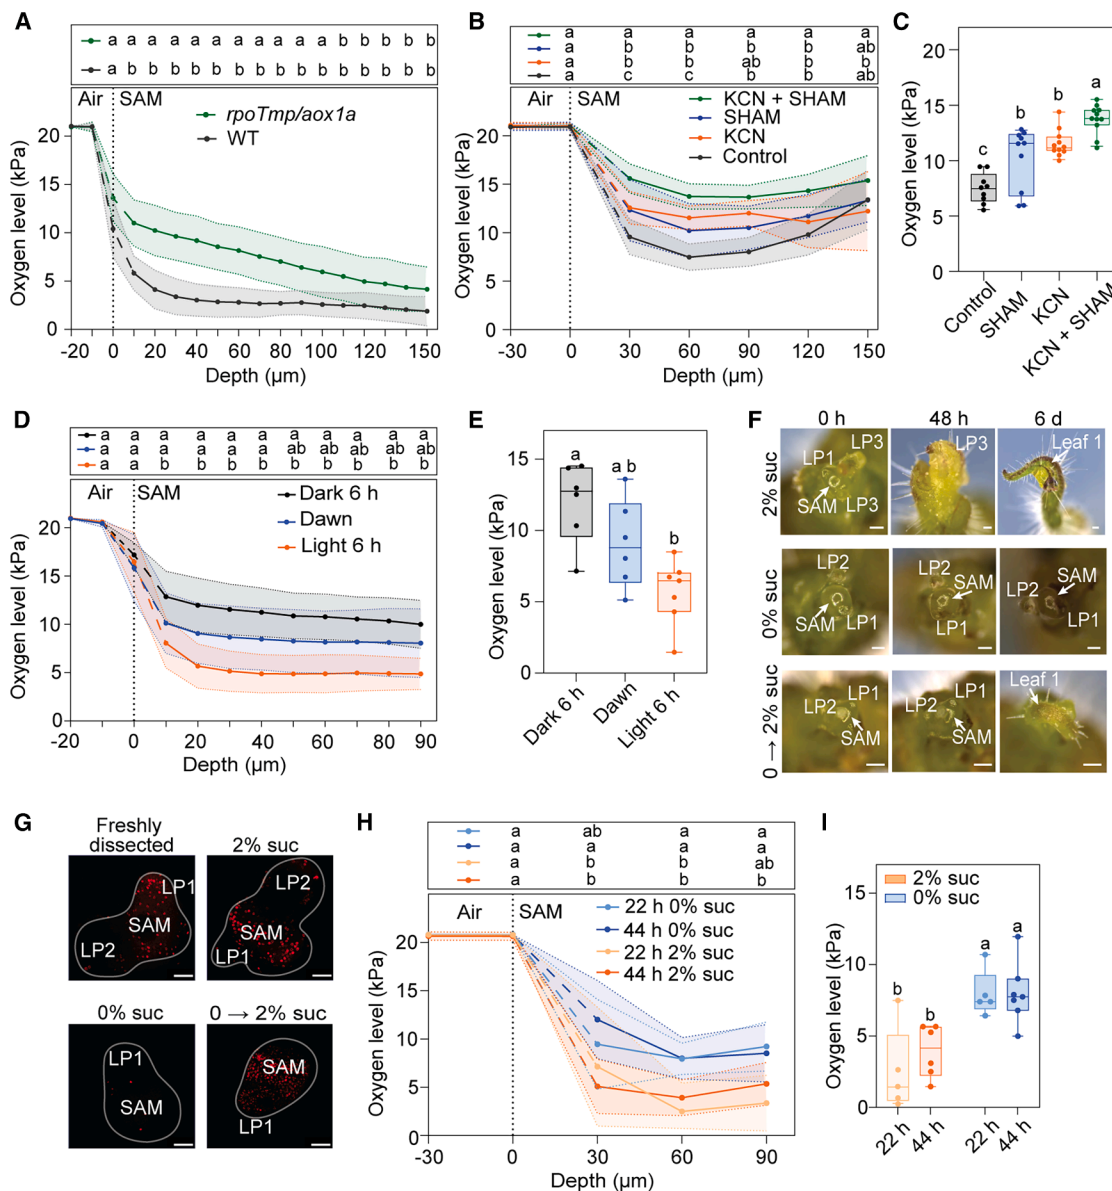 A
a a a a a a a a a a a b b b b b
a b b b b b b b b b b b b b b b
Air SAM
rpoTmp/aox1a
WT
Oxygen level (kPa)
20
15
10
5
0
-20 0 20 40 60 80 100 120 150
Depth (µm)
B
a a a a a ab
a b b b b b
a b b ab b b
a c c b b ab
Air SAM
KCN + SHAM
SHAM
KCN
Control
Oxygen level (kPa)
20
15
10
5
0
-30 0 30 60 90 120 150
Depth (µm)
C
Oxygen level (kPa)
20
15
10
5
0
c b b a
Control
SHAM
KCN
KCN + SHAM
D
a a a a a a a a a a
a a a ab ab ab ab ab
a a b b b b b b b b
Air SAM
Dark 6 h
Dawn
Light 6 h
Oxygen level (kPa)
20
15
10
5
0
-20 0 20 40 60 80 90
Depth (µm)
E
Oxygen level (kPa)
15
10
5
0
a a b b
Dark 6 h
Dawn
Light 6 h
F
0 h 48 h 6 d
2% suc
LP1 LP3 SAM LP3
LP3
Leaf 1
0% suc
LP2 SAM LP1
LP2 SAM LP1
LP2 SAM LP1
0 → 2% suc
LP2 LP1 SAM
LP2 LP1 SAM
Leaf 1
G
Freshly
dissected
LP1
SAM
LP2
2% suc
LP2
SAM
LP1
0% suc
LP1
SAM
0 → 2% suc
SAM
LP1
H
a ab a a
a a a a
a b b ab
a b b b
Air SAM
22 h 0% suc
44 h 0% suc
22 h 2% suc
44 h 2% suc
Oxygen level (kPa)
20
15
10
5
0
-30 0 30 60 90
Depth (µm)
I
2% suc
0% suc
Oxygen level (kPa)
15
10
5
0
b b a a
22 h
44 h
22 h
44 h